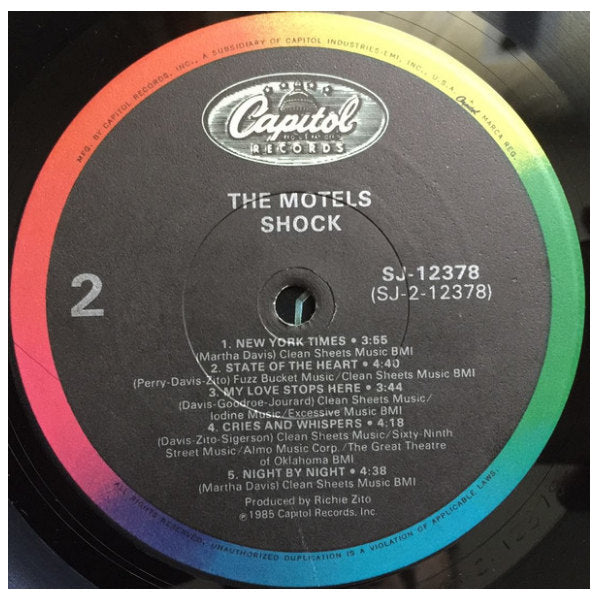 MFG. BY CAPITOL RECORDS, INC., A SUBSIDIARY OF CAPITOL INDUSTRIES-EMI, INC., U.S.A. Capitol MARCA REG.
Capitol
RECORDS
THE MOTELS
SHOCK
2
SJ-12378
(SJ-2-12378)
1. NEW YORK TIMES • 3:55
(Martha Davis) Clean Sheets Music BMI
2. STATE OF THE HEART • 4:40
(Perry-Davis-Zito) Fuzz Bucket Music/Clean Sheets Music BMI
3. MY LOVE STOPS HERE • 3:44
(Davis-Goodroe-Jourard) Clean Sheets Music/
Iodine Music/Excessive Music BMI
4. CRIES AND WHISPERS • 4:18
(Davis-Zito-Sigerson) Clean Sheets Music/Sixty-Ninth
Street Music/Almo Music Corp./The Great Theatre
of Oklahoma BMI
5. NIGHT BY NIGHT • 4:38
(Martha Davis) Clean Sheets Music BMI
Produced by Richie Zito
℗1985 Capitol Records, Inc.
ALL RIGHTS RESERVED. UNAUTHORIZED DUPLICATION IS A VIOLATION OF APPLICABLE LAWS.